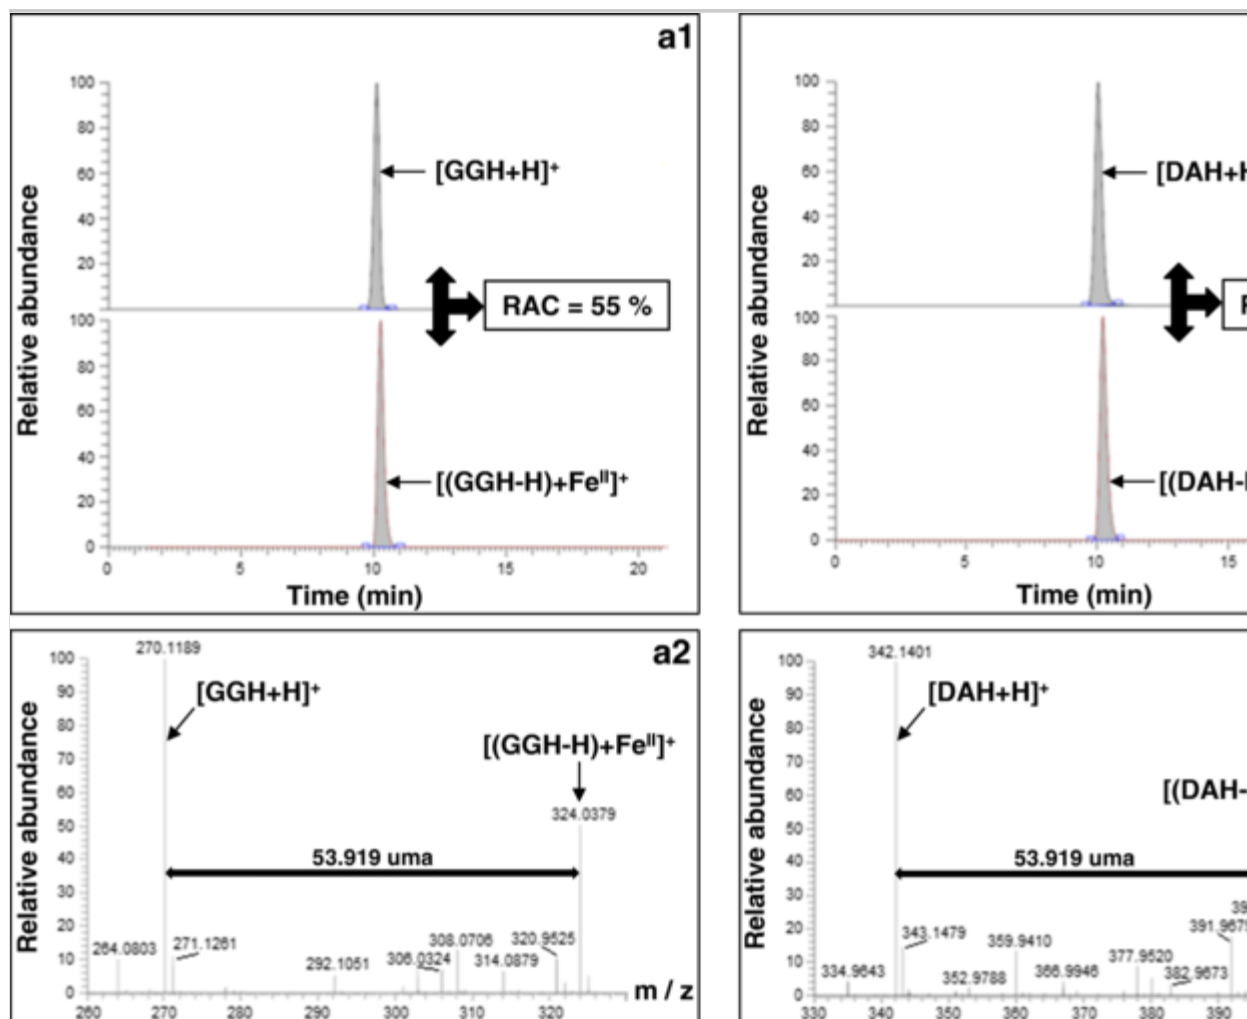 a1
100
80
60
40
20
[GGH+H]⁺
RAC = 55 %
100
80
60
40
20
0
[(GGH-H)+Feᴵᴵ]⁺
0 5 10 15 20
Time (min)
Relative abundance
Relative abundance
100
80
60
40
20
[DAH+H
100
80
60
40
20
0
[(DAH-
0 5 10 15
Time (min)
Relative abundance
a2
270.1189
[GGH+H]⁺
[(GGH-H)+Feᴵᴵ]⁺
324.0379
53.919 uma
264.0803
271.1261
292.1051
306.0324
308.0706
314.0879
320.9525
100
90
80
70
60
50
40
30
20
10
0
260 270 280 290 300 310 320
m / z
Relative abundance
342.1401
[DAH+H]⁺
[(DAH-
53.919 uma
334.9643
343.1479
352.9788
359.9410
366.9946
377.9520
382.9673
391.9679
39
100
90
80
70
60
50
40
30
20
10
0
330 340 350 360 370 380 390
Relative abundance